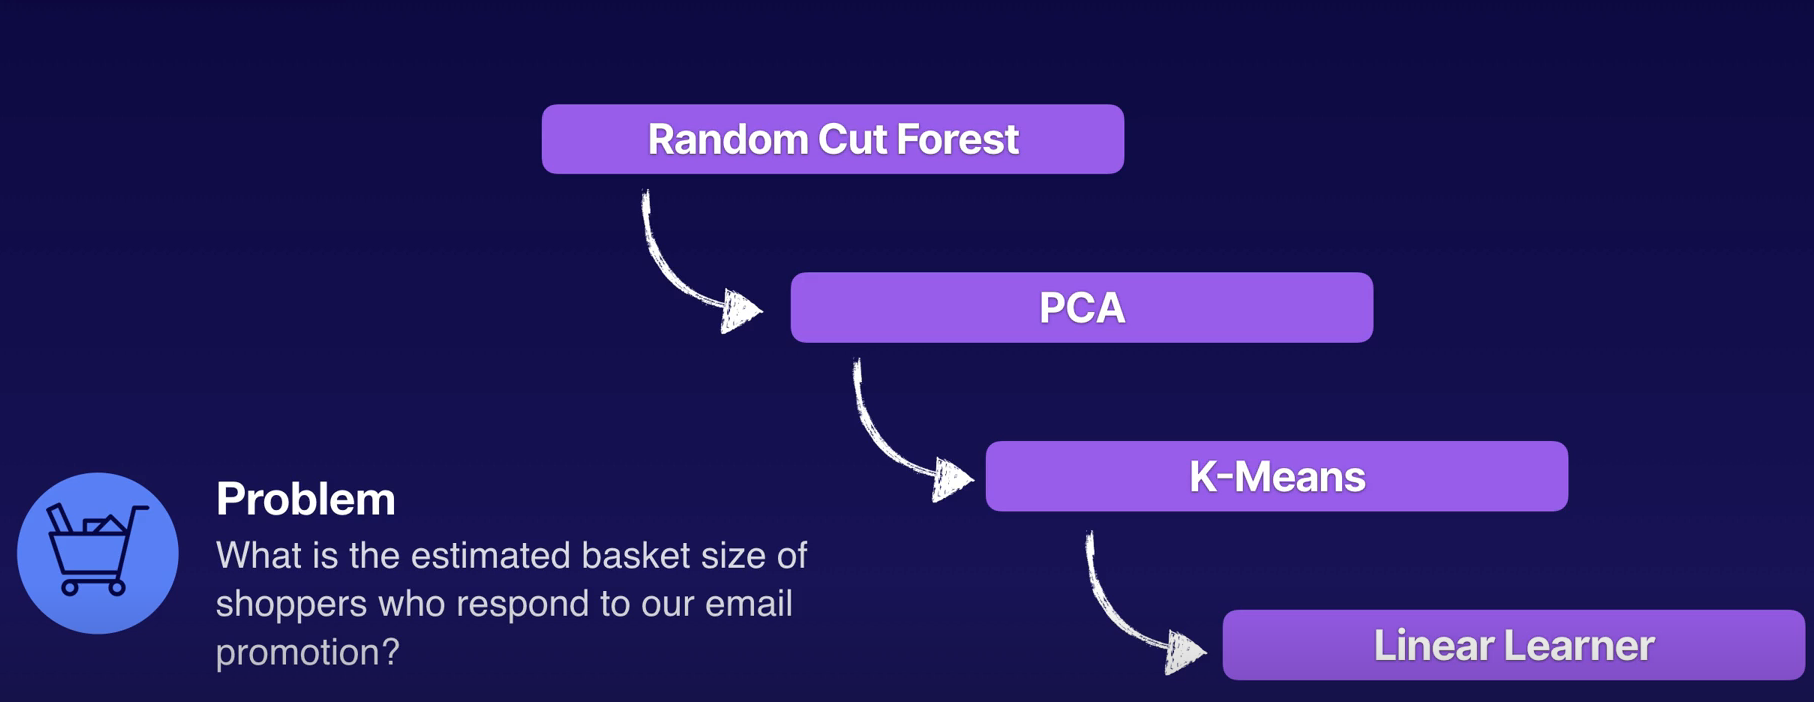 Random Cut Forest
PCA
K-Means
Linear Learner
Problem
What is the estimated basket size of
shoppers who respond to our email
promotion?